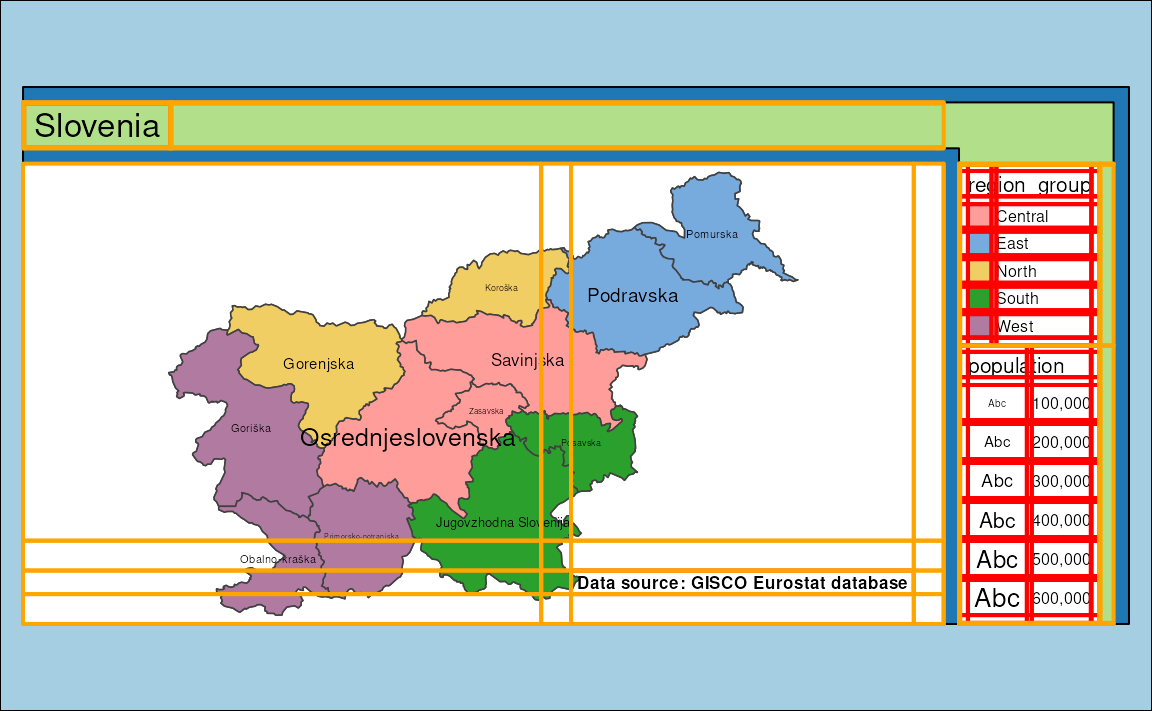 Slovenia
Pomurska
Koroška
Podravska
Gorenjska
Savinjska
Zasavska
Goriška
Osrednjeslovenska
Posavska
Jugovzhodna Slovenija
Primorsko-notranjska
Obalno-kraška
Data source: GISCO Eurostat database
region_group
Central
East
North
South
West
population
Abc 100,000
Abc 200,000
Abc 300,000
Abc 400,000
Abc 500,000
Abc 600,000